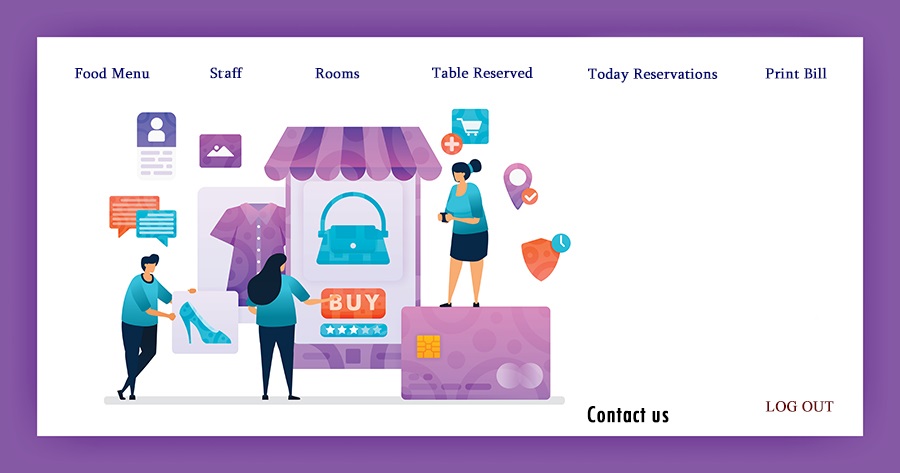 Food Menu
Staff
Rooms
Table Reserved
Today Reservations
Print Bill
BUY
Contact us
LOG OUT